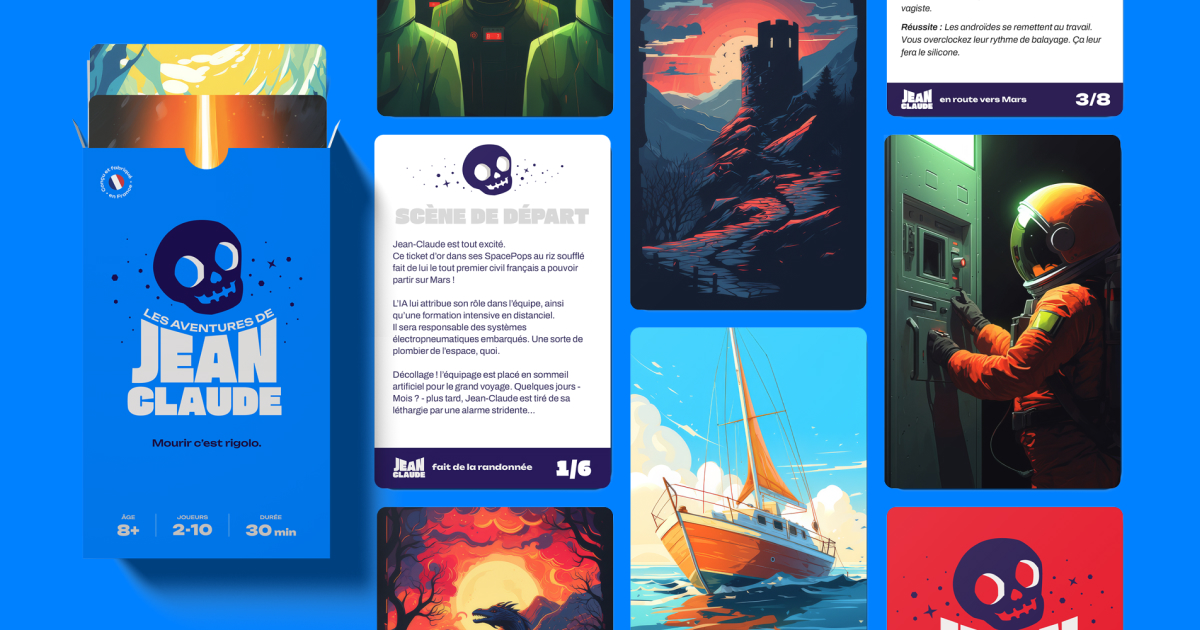 Conçu et fabriqué
en France
LES AVENTURES DE
JEAN
CLAUDE
Mourir c'est rigolo.
ÂGE
8+
JOUEURS
2-10
DURÉE
30 min
SCÈNE DE DÉPART
Jean-Claude est tout excité.
Ce ticket d'or dans ses SpacePops au riz soufflé
fait de lui le tout premier civil français a pouvoir
partir sur Mars !
L'IA lui attribue son rôle dans l'équipe, ainsi
qu'une formation intensive en distanciel.
Il sera responsable des systèmes
électropneumatiques embarqués. Une sorte de
plombier de l'espace, quoi.
Décollage ! l'équipage est placé en sommeil
artificiel pour le grand voyage. Quelques jours -
Mois ? - plus tard, Jean-Claude est tiré de sa
léthargie par une alarme stridente...
JEAN
CLAUDE
fait de la randonnée
1/6
vagiste.
Réussite : Les androïdes se remettent au travail.
Vous overclockez leur rythme de balayage. Ça leur
fera le silicone.
JEAN
CLAUDE
en route vers Mars
3/8